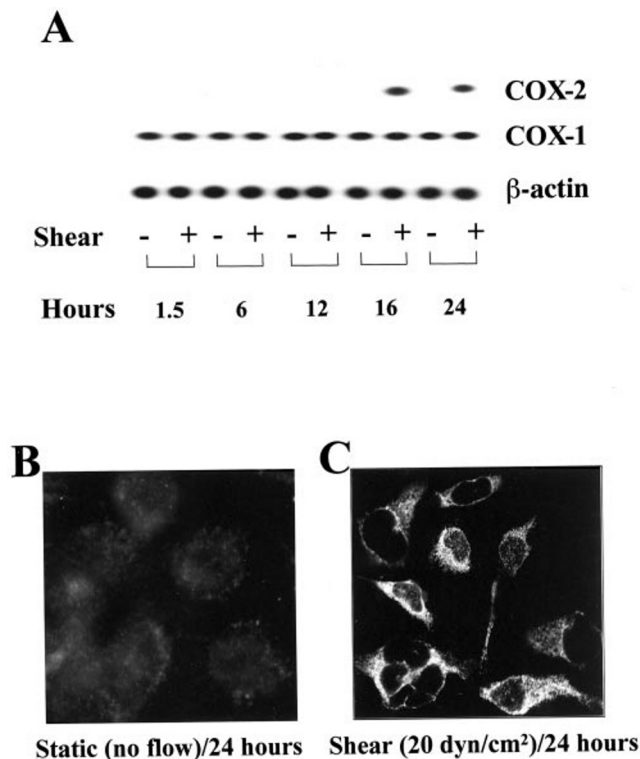 A
COX-2
COX-1
β-actin
Shear - + - + - + - + - +
Hours 1.5 6 12 16 24
B
C
Static (no flow)/24 hours
Shear (20 dyn/cm²)/24 hours